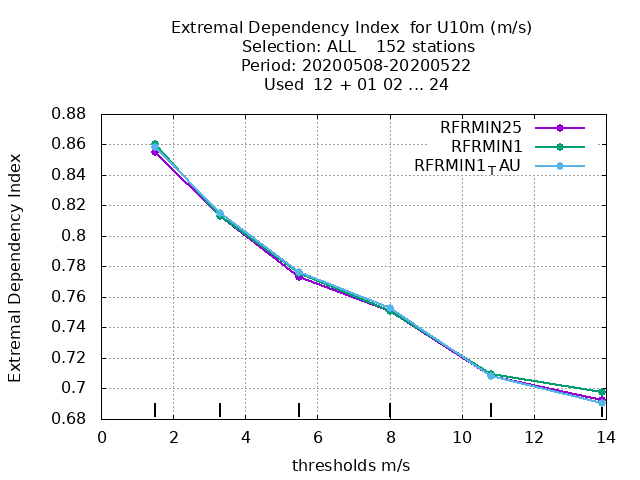 Extremal Dependency Index  for U10m (m/s)
Selection: ALL    152 stations
Period: 20200508-20200522
Used  12 + 01 02 ... 24
RFRMIN25
RFRMIN1
RFRMIN1_TAU
Extremal Dependency Index
0.88
0.86
0.84
0.82
0.8
0.78
0.76
0.74
0.72
0.7
0.68
0 2 4 6 8 10 12 14
thresholds m/s